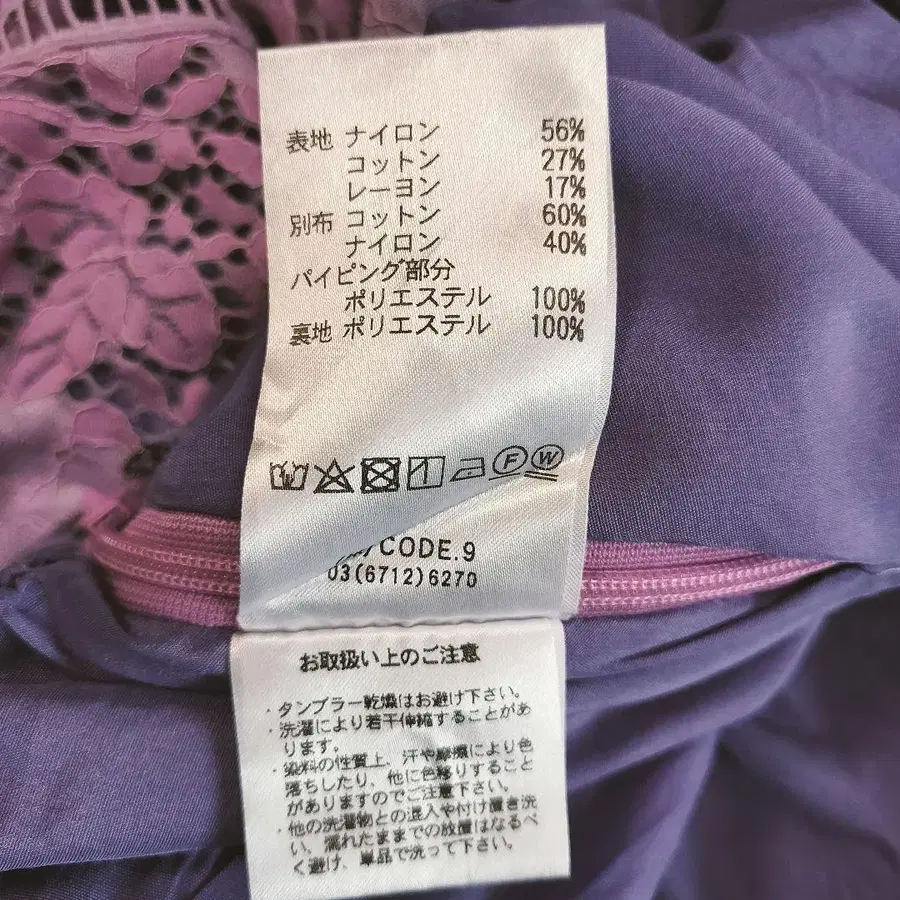 表地 ナイロン 56%
コットン 27%
レーヨン 17%
別布 コットン 60%
ナイロン 40%
パイピング部分
ポリエステル 100%
裏地 ポリエステル 100%
F W
CODE.9
03(6712)6270
お取扱い上のご注意
・タンブラー乾燥はお避け下さい。
・洗濯により若干伸縮することがあ
ります。
・染料の性質上、汗や摩擦により色
落ちしたり、他に色移りすること
がありますのでご注意下さい。
・他の洗濯物との混入や付け置き洗
い、濡れたままでの放置はなるべ
く避け、単品で洗って下さい。